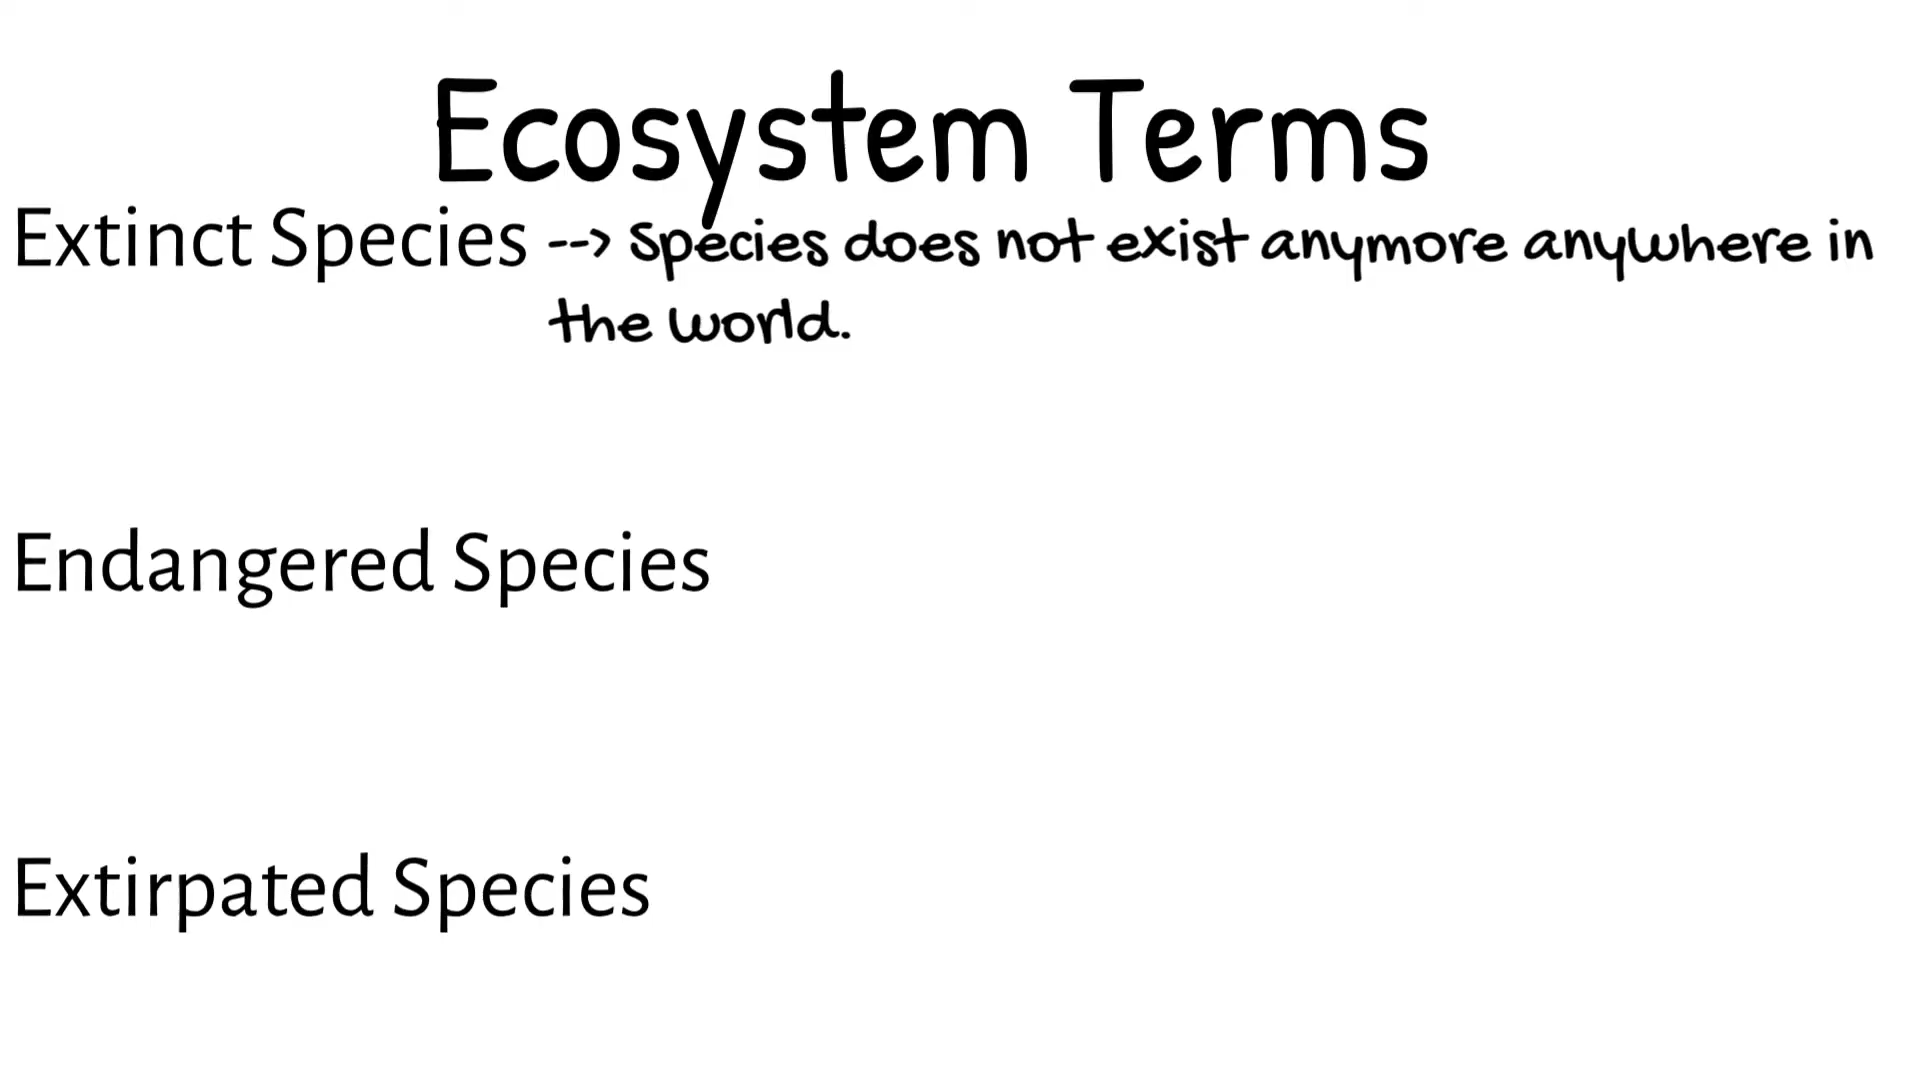 Ecosystem Terms
Extinct Species --> Species does not exist anymore anywhere in
the world.
Endangered Species
Extirpated Species